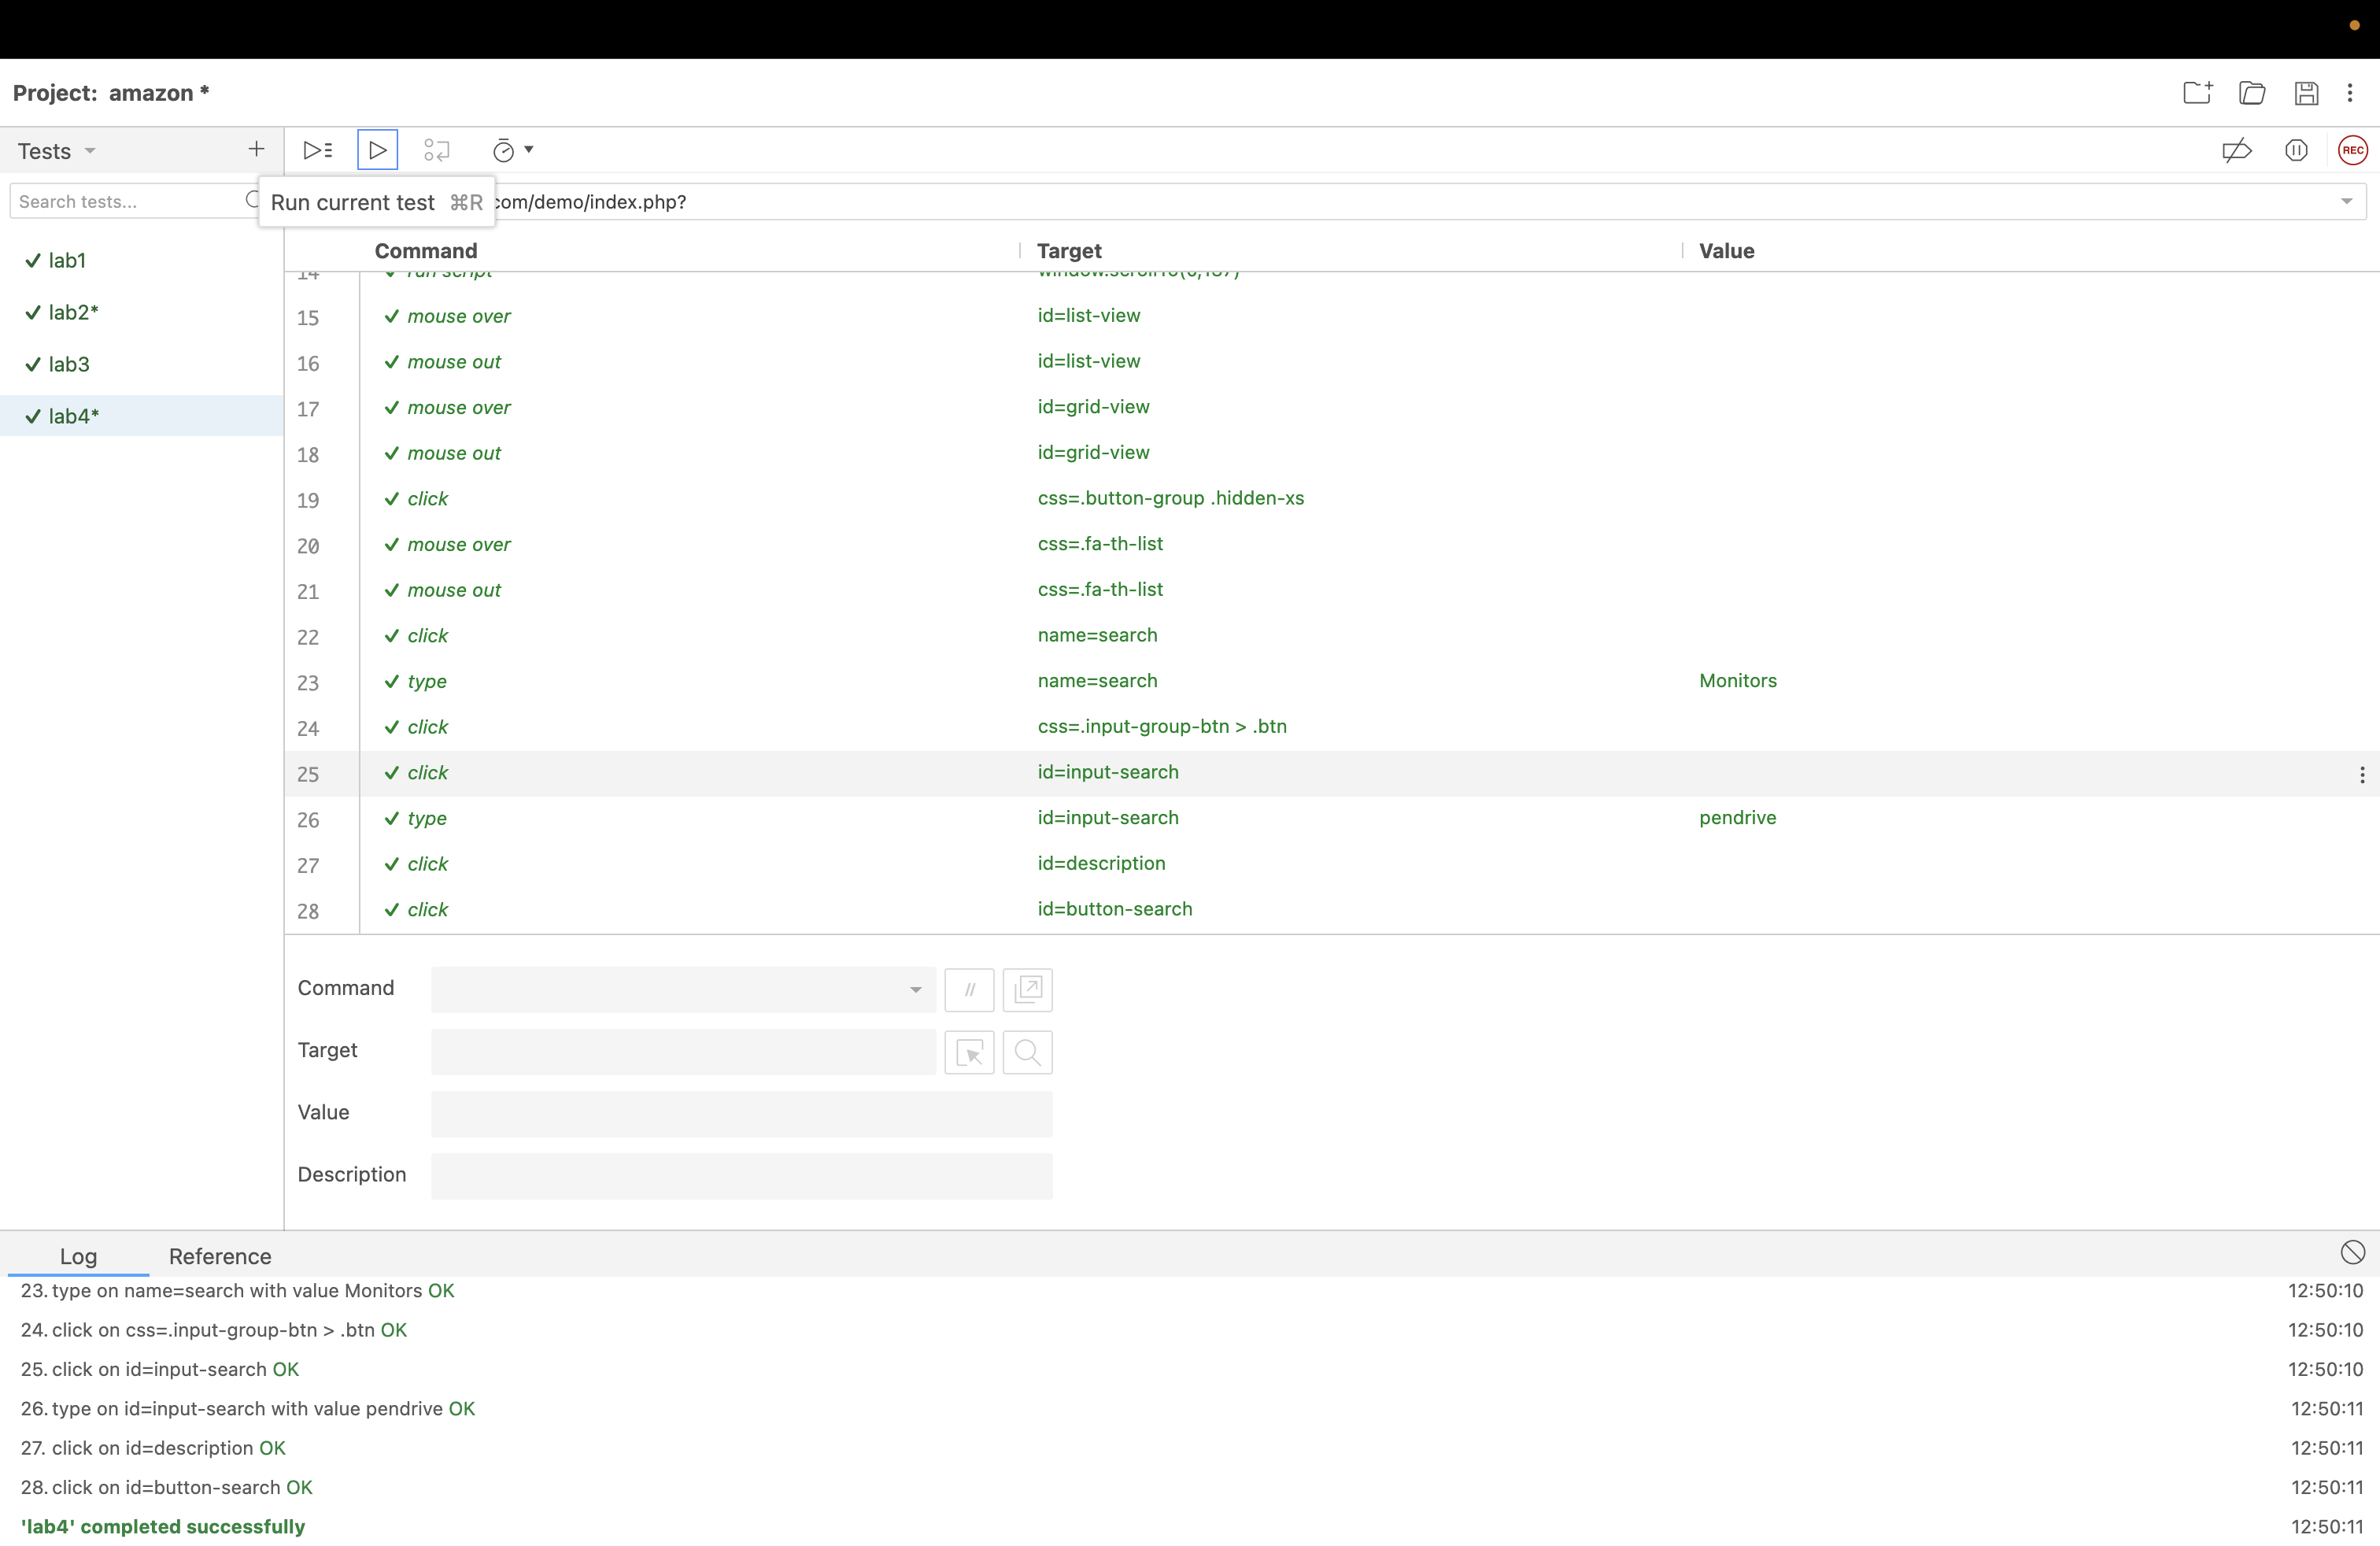 Project: amazon *
Tests
REC
Search tests...
Run current test ⌘R
com/demo/index.php?
Command Target Value
lab1
lab2*
lab3
lab4*
14 run script window.scrollTo(0,187)
15 mouse over id=list-view
16 mouse out id=list-view
17 mouse over id=grid-view
18 mouse out id=grid-view
19 click css=.button-group .hidden-xs
20 mouse over css=.fa-th-list
21 mouse out css=.fa-th-list
22 click name=search
23 type name=search Monitors
24 click css=.input-group-btn > .btn
25 click id=input-search
26 type id=input-search pendrive
27 click id=description
28 click id=button-search
Command //
Target
Value
Description
Log Reference
23. type on name=search with value Monitors OK 12:50:10
24. click on css=.input-group-btn > .btn OK 12:50:10
25. click on id=input-search OK 12:50:10
26. type on id=input-search with value pendrive OK 12:50:11
27. click on id=description OK 12:50:11
28. click on id=button-search OK 12:50:11
'lab4' completed successfully 12:50:11